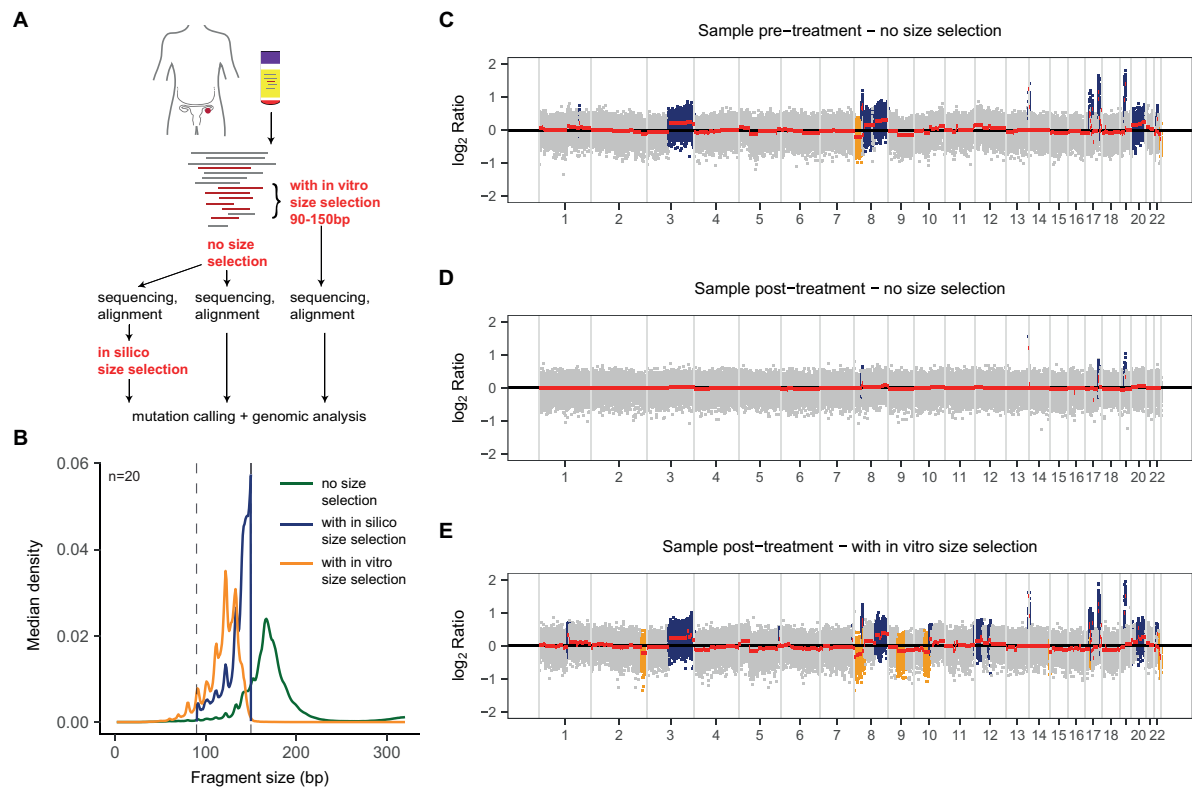 A
with in vitro
size selection
90-150bp
no size
selection
sequencing,
alignment
sequencing,
alignment
sequencing,
alignment
in silico
size selection
mutation calling + genomic analysis
B
n=20
no size
selection
with in silico
size selection
with in vitro
size selection
Median density
0.06
0.04
0.02
0.00
0 100 200 300
Fragment size (bp)
C
Sample pre−treatment − no size selection
log2 Ratio
2
1
0
−1
−2
1 2 3 4 5 6 7 8 9 10 11 12 13 14 15 16 17 18 19 20 22
D
Sample post−treatment − no size selection
log2 Ratio
2
1
0
−1
−2
1 2 3 4 5 6 7 8 9 10 11 12 13 14 15 16 17 18 19 20 22
E
Sample post−treatment − with in vitro size selection
log2 Ratio
2
1
0
−1
−2
1 2 3 4 5 6 7 8 9 10 11 12 13 14 15 16 17 18 19 20 22